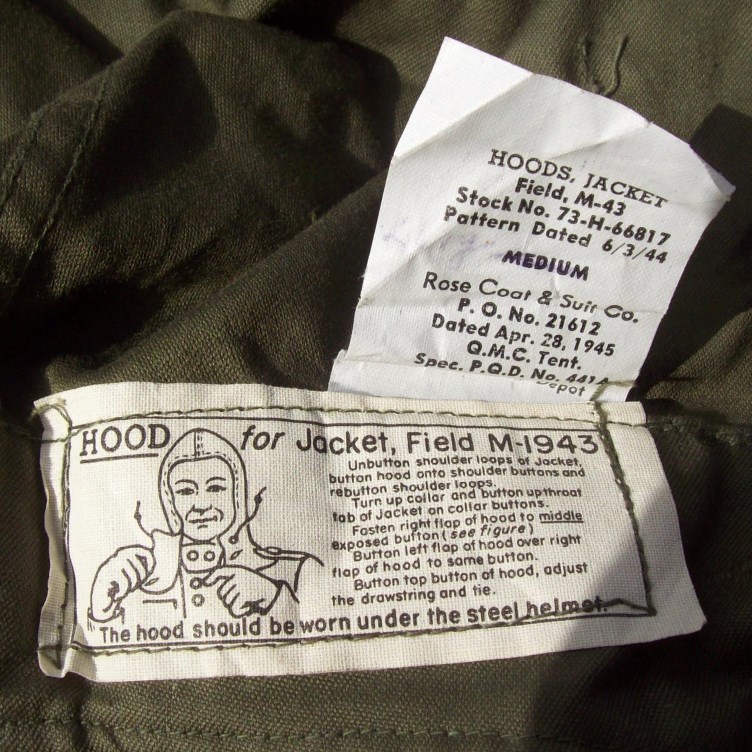 HOODS, JACKET
Field, M-43
Stock No. 73-H-66817
Pattern Dated 6/3/44
MEDIUM
Rose Coat & Suit Co.
P. O. No. 21612
Dated Apr. 28, 1945
Q.M.C. Tent.
Spec. P.Q.D. No. 441A
Depot
HOOD for Jacket, Field M-1943
Unbutton shoulder loops of Jacket,
button hood onto shoulder buttons and
rebutton shoulder loops.
Turn up collar and button up throat
tab of Jacket on collar buttons.
Fasten right flap of hood to middle
exposed button (see figure)
Button left flap of hood over right
flap of hood to same button.
Button top button of hood, adjust
the drawstring and tie.
The hood should be worn under the steel helmet.